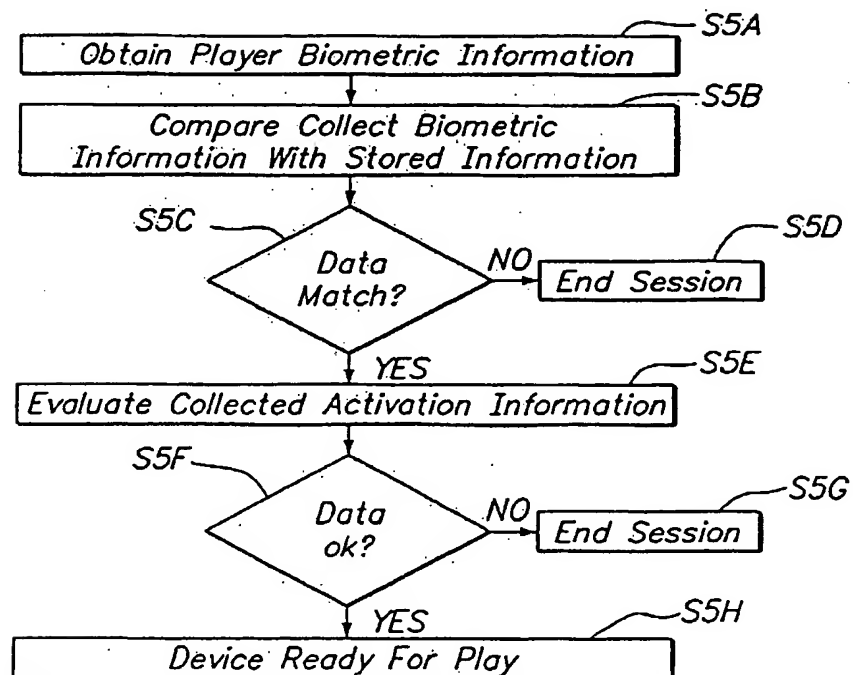 S5A
Obtain Player Biometric Information
S5B
Compare Collect Biometric
Information With Stored Information
S5C
Data
Match?
NO
S5D
End Session
YES
S5E
Evaluate Collected Activation Information
S5F
Data
ok?
NO
S5G
End Session
YES
S5H
Device Ready For Play